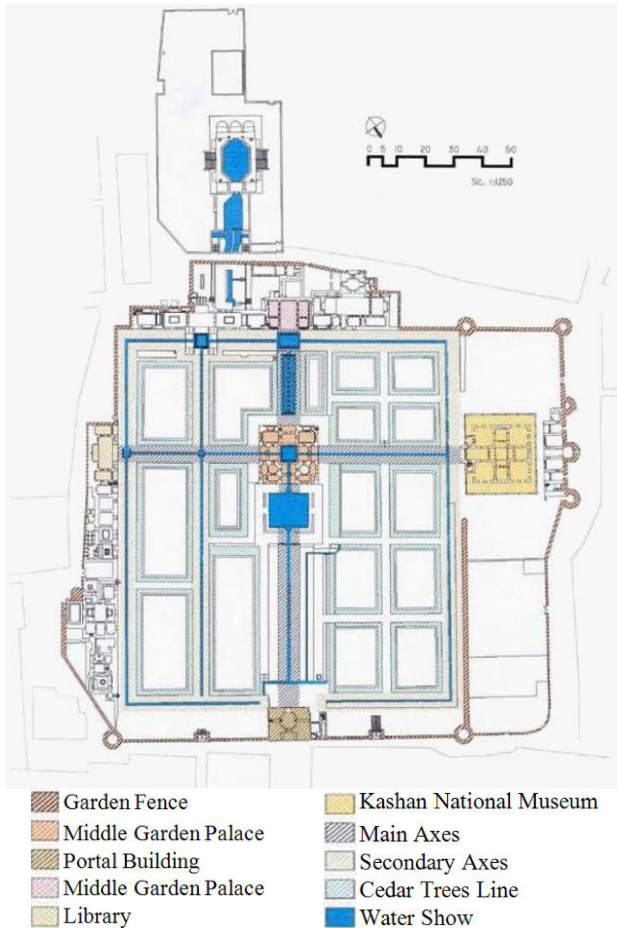 0 5 10 20 30 40 50
Sc. 1:1250
Garden Fence
Middle Garden Palace
Portal Building
Middle Garden Palace
Library
Kashan National Museum
Main Axes
Secondary Axes
Cedar Trees Line
Water Show